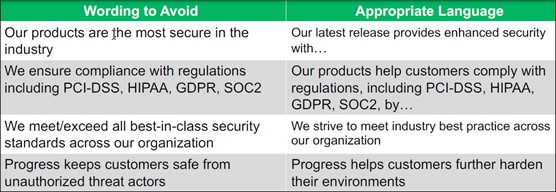 Wording to Avoid
Appropriate Language
Our products are the most secure in the
industry
Our latest release provides enhanced security
with…
We ensure compliance with regulations
including PCI-DSS, HIPAA, GDPR, SOC2
Our products help customers comply with
regulations, including PCI-DSS, HIPAA,
GDPR, SOC2, by…
We meet/exceed all best-in-class security
standards across our organization
We strive to meet industry best practice across
our organization
Progress keeps customers safe from
unauthorized threat actors
Progress helps customers further harden
their environments